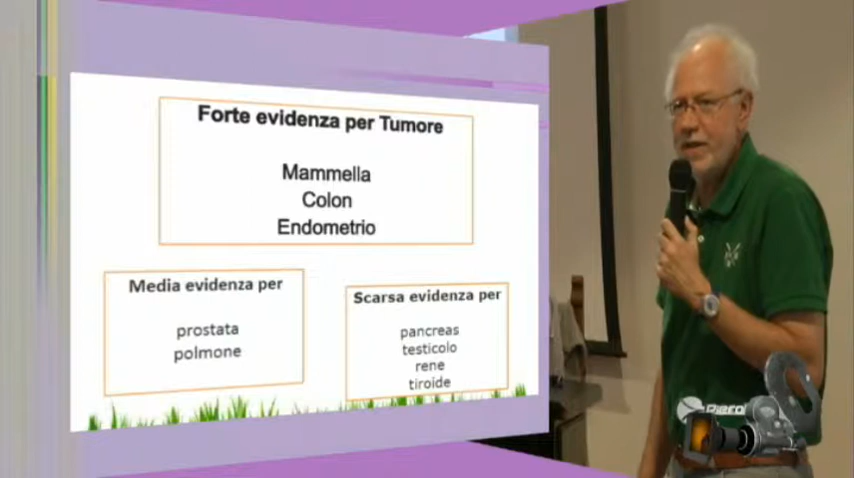 Forte evidenza per Tumore
Mammella
Colon
Endometrio
Media evidenza per
prostata
polmone
Scarsa evidenza per
pancreas
testicolo
rene
tiroide